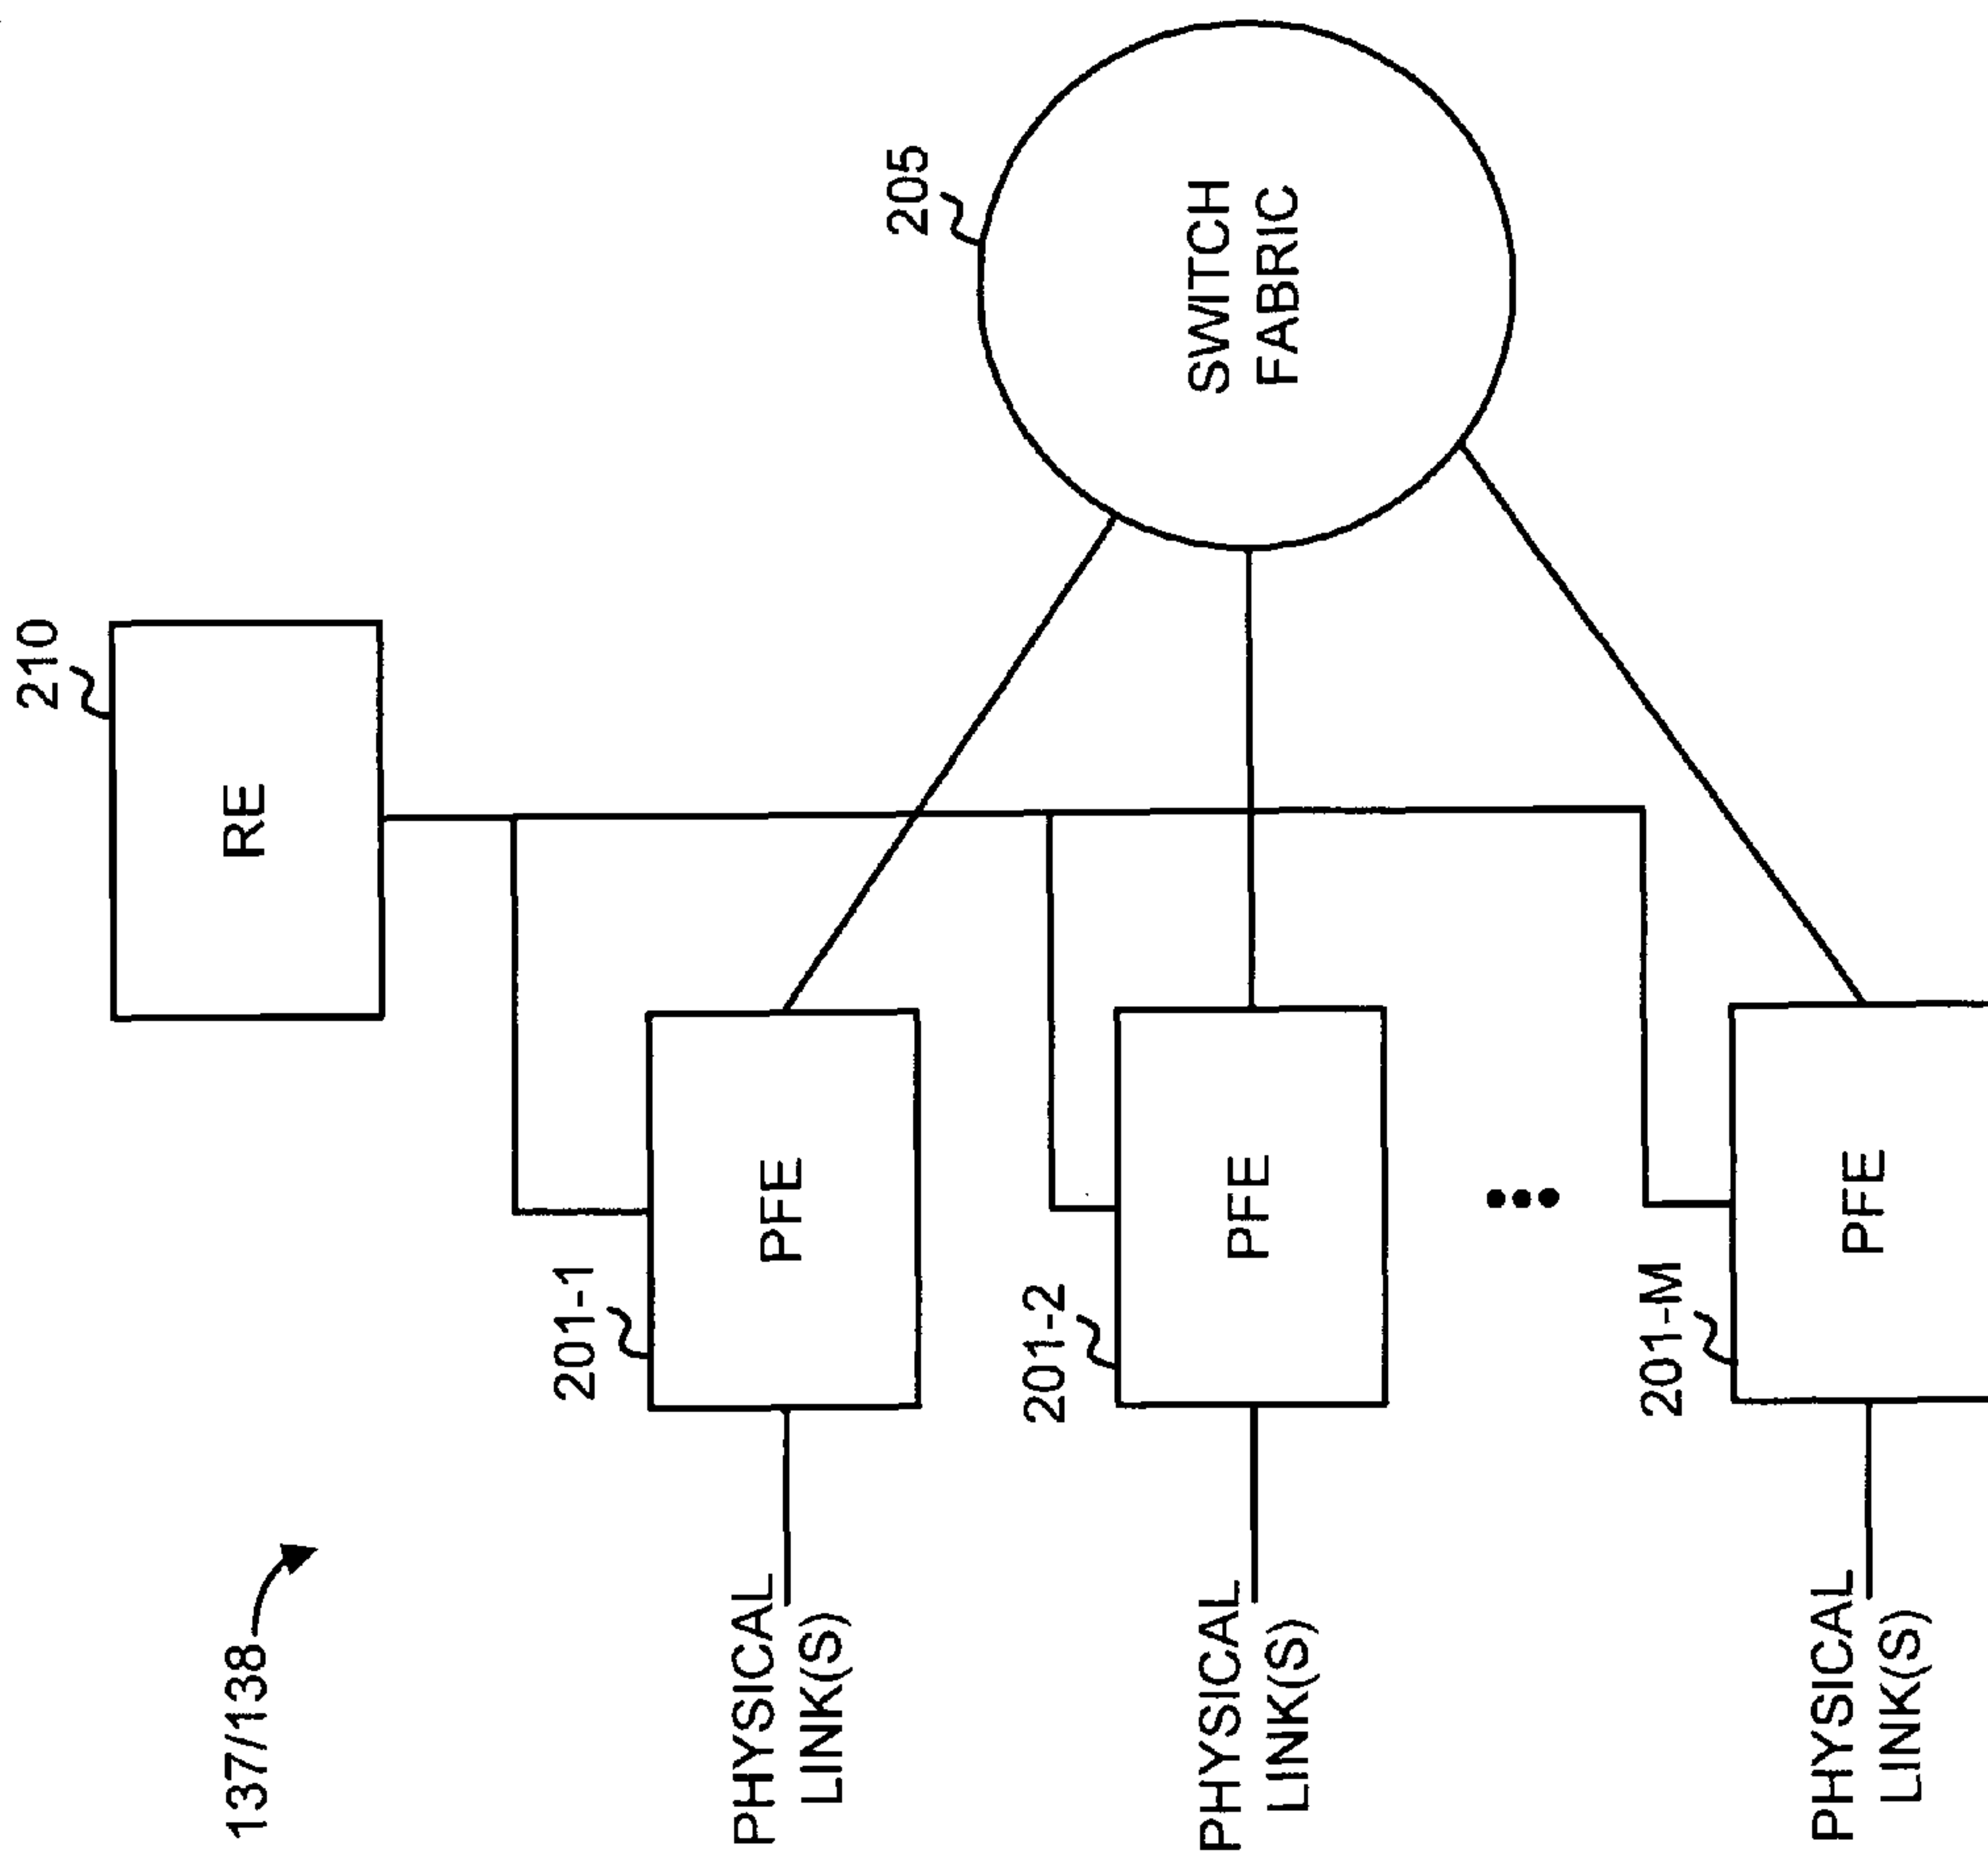 137/138
RE
210
201-1
PFE
PHYSICAL
LINK(S)
205
SWITCH
FABRIC
201-2
PFE
PHYSICAL
LINK(S)
201-M
PFE
PHYSICAL
LINK(S)